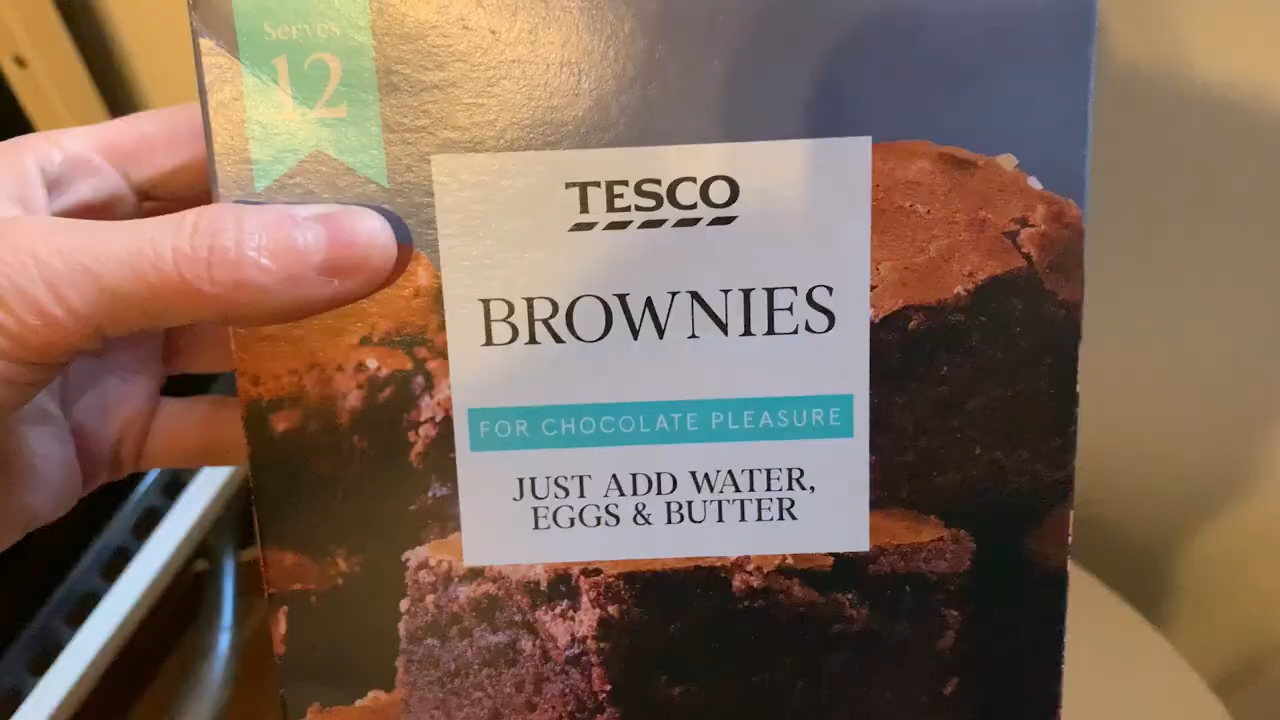 Serves
12
TESCO
BROWNIES
FOR CHOCOLATE PLEASURE
JUST ADD WATER,
EGGS & BUTTER